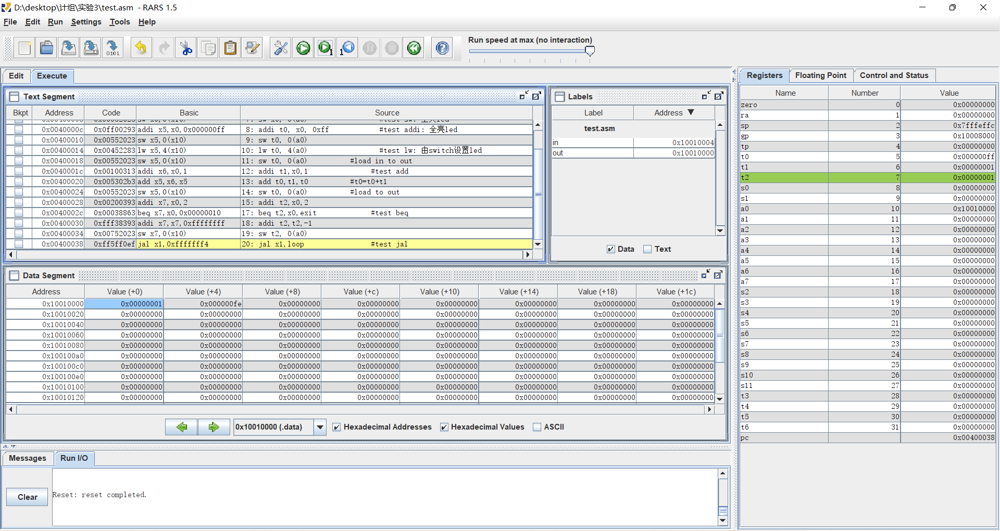 D:\desktop\计组\实验3\test.asm - RARS 1.5
File Edit Run Settings Tools Help
Run speed at max (no interaction)
Edit Execute
Text Segment
Bkpt Address Code Basic Source
0x0040000c 0x0ff00293 addi x5,x0,0x000000ff 8: addi t0, x0, 0xff #test addi: 全亮led
0x00400010 0x00552023 sw x5,0(x10) 9: sw t0, 0(a0)
0x00400014 0x00452283 lw x5,4(x10) 10: lw t0, 4(a0) #test lw: 由switch设置led
0x00400018 0x00552023 sw x5,0(x10) 11: sw t0, 0(a0) #load in to out
0x0040001c 0x00100313 addi x6,x0,1 12: addi t1,x0,1 #test add
0x00400020 0x005302b3 add x5,x6,x5 13: add t0,t1,t0 #t0=t0+t1
0x00400024 0x00552023 sw x5,0(x10) 14: sw t0, 0(a0) #load to out
0x00400028 0x00200393 addi x7,x0,2 15: addi t2,x0,2
0x0040002c 0x00038863 beq x7,x0,0x00000010 17: beq t2,x0,exit #test beq
0x00400030 0xfff38393 addi x7,x7,0xffffffff 18: addi t2,t2,-1
0x00400034 0x00752023 sw x7,0(x10) 19: sw t2, 0(a0)
0x00400038 0xff5ff0ef jal x1,0xfffffff4 20: jal x1,loop #test jal
Labels
Label Address ▼
test.asm
in 0x10010004
out 0x10010000
Data Text
Data Segment
Address Value (+0) Value (+4) Value (+8) Value (+c) Value (+10) Value (+14) Value (+18) Value (+1c)
0x10010000 0x00000001 0x000000fe 0x00000000 0x00000000 0x00000000 0x00000000 0x00000000 0x00000000
0x10010020 0x00000000 0x00000000 0x00000000 0x00000000 0x00000000 0x00000000 0x00000000 0x00000000
0x10010040 0x00000000 0x00000000 0x00000000 0x00000000 0x00000000 0x00000000 0x00000000 0x00000000
0x10010060 0x00000000 0x00000000 0x00000000 0x00000000 0x00000000 0x00000000 0x00000000 0x00000000
0x10010080 0x00000000 0x00000000 0x00000000 0x00000000 0x00000000 0x00000000 0x00000000 0x00000000
0x100100a0 0x00000000 0x00000000 0x00000000 0x00000000 0x00000000 0x00000000 0x00000000 0x00000000
0x100100c0 0x00000000 0x00000000 0x00000000 0x00000000 0x00000000 0x00000000 0x00000000 0x00000000
0x100100e0 0x00000000 0x00000000 0x00000000 0x00000000 0x00000000 0x00000000 0x00000000 0x00000000
0x10010100 0x00000000 0x00000000 0x00000000 0x00000000 0x00000000 0x00000000 0x00000000 0x00000000
0x10010120 0x00000000 0x00000000 0x00000000 0x00000000 0x00000000 0x00000000 0x00000000 0x00000000
0x10010000 (.data) Hexadecimal Addresses Hexadecimal Values ASCII
Messages Run I/O
Clear
Reset: reset completed.
Registers Floating Point Control and Status
Name Number Value
zero 0 0x00000000
ra 1 0x00000000
sp 2 0x7fffeffc
gp 3 0x10008000
tp 4 0x00000000
t0 5 0x000000ff
t1 6 0x00000001
t2 7 0x00000001
s0 8 0x00000000
s1 9 0x00000000
a0 10 0x10010000
a1 11 0x00000000
a2 12 0x00000000
a3 13 0x00000000
a4 14 0x00000000
a5 15 0x00000000
a6 16 0x00000000
a7 17 0x00000000
s2 18 0x00000000
s3 19 0x00000000
s4 20 0x00000000
s5 21 0x00000000
s6 22 0x00000000
s7 23 0x00000000
s8 24 0x00000000
s9 25 0x00000000
s10 26 0x00000000
s11 27 0x00000000
t3 28 0x00000000
t4 29 0x00000000
t5 30 0x00000000
t6 31 0x00000000
pc 0x00400038